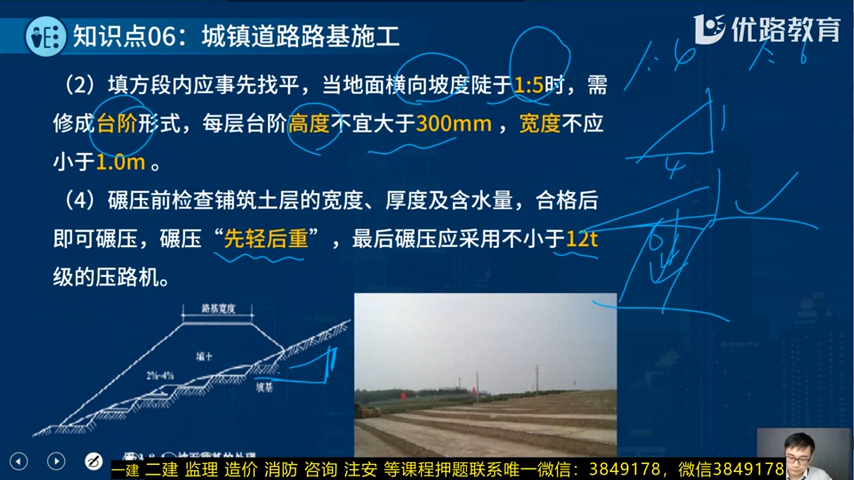 知识点06：城镇道路路基施工
优路教育
（2）填方段内应事先找平，当地面横向坡度陡于1:5时，需
修成台阶形式，每层台阶高度不宜大于300mm ，宽度不应
小于1.0m 。
（4）碾压前检查铺筑土层的宽度、厚度及含水量，合格后
即可碾压，碾压“先轻后重”，最后碾压应采用不小于12t
级的压路机。
1:4
1:6
1
4
1
6
路基宽度
填土
2%~4%
坡基
一建 二建 监理 造价 消防 咨询 注安 等课程押题联系唯一微信：3849178，微信3849178